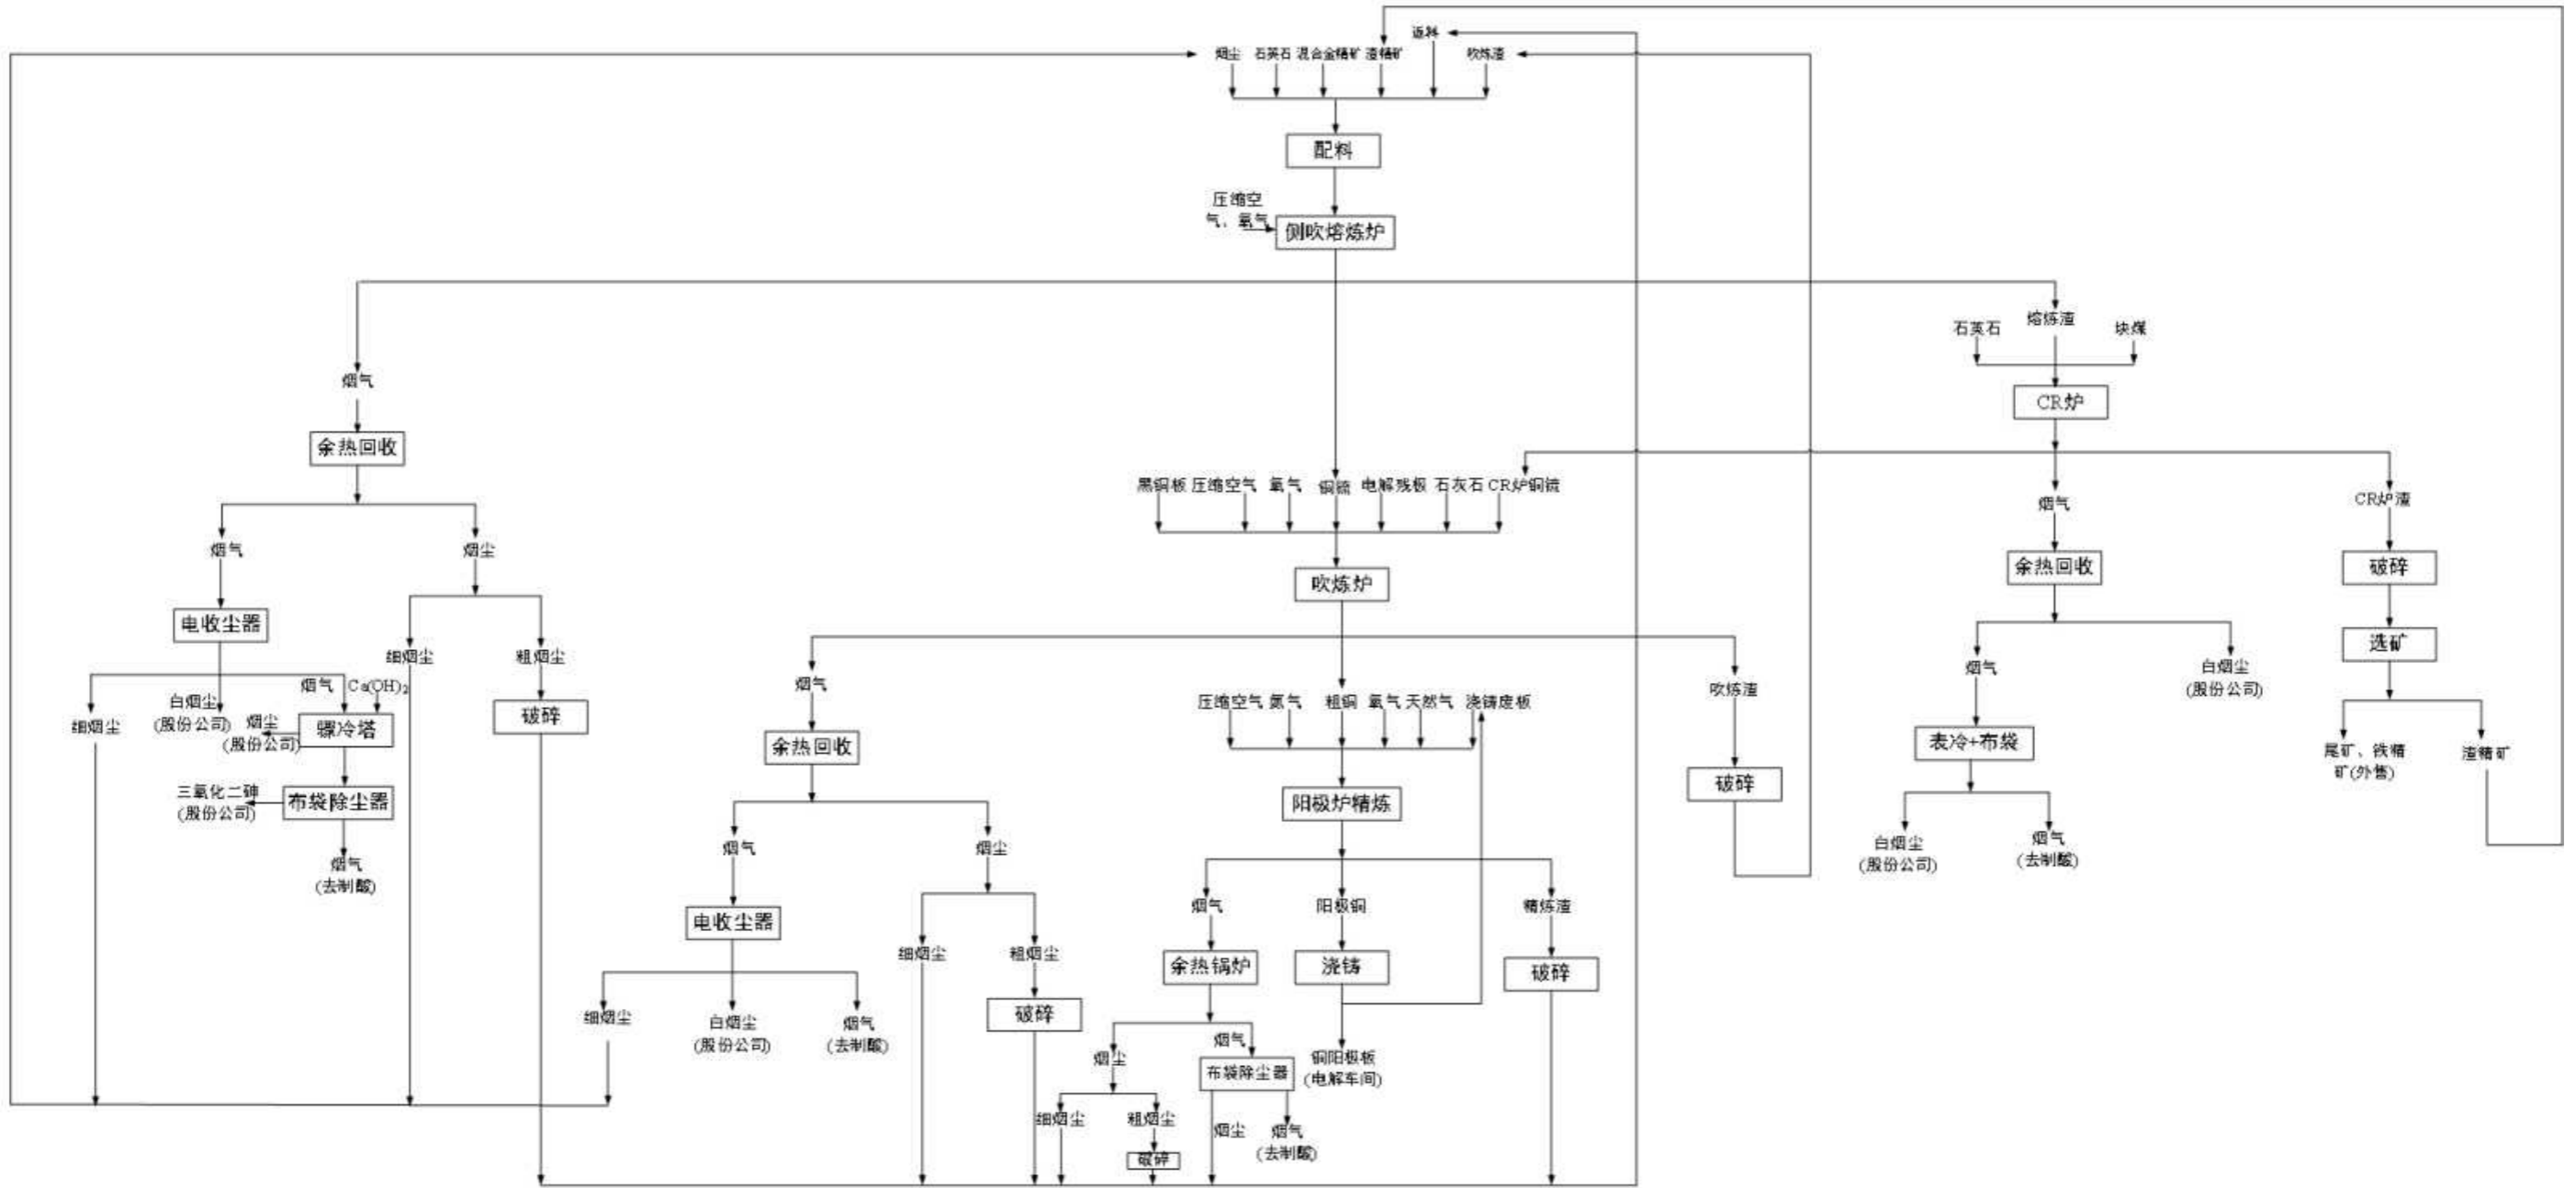 返料
烟尘
石英石
混合金精矿
渣精矿
吹炼渣
配料
压缩空
气、氧气
侧吹熔炼炉
烟气
余热回收
烟气
烟尘
电收尘器
细烟尘
粗烟尘
破碎
细烟尘
白烟尘
(股份公司)
烟气
Ca(OH)₂
骤冷塔
烟尘
(股份公司)
布袋除尘器
三氧化二砷
(股份公司)
烟气
(去制酸)
黑铜板
压缩空气
氧气
铜锍
电解残极
石灰石
CR炉铜锍
吹炼炉
烟气
余热回收
烟气
烟尘
电收尘器
细烟尘
粗烟尘
破碎
细烟尘
白烟尘
(股份公司)
烟气
(去制酸)
压缩空气
氮气
粗铜
氧气
天然气
浇铸废板
阳极炉精炼
烟气
阳极铜
精炼渣
余热锅炉
浇铸
破碎
烟尘
烟气
布袋除尘器
铜阳极板
(电解车间)
细烟尘
粗烟尘
破碎
烟尘
烟气
(去制酸)
吹炼渣
破碎
石英石
熔炼渣
块煤
CR炉
烟气
CR炉渣
余热回收
破碎
选矿
烟气
白烟尘
(股份公司)
表冷+布袋
白烟尘
(股份公司)
烟气
(去制酸)
尾矿、铁精
矿(外售)
渣精矿